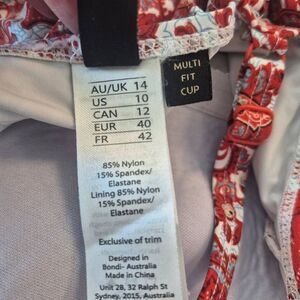 MULTI
FIT
CUP
AU/UK 14
US 10
CAN 12
EUR 40
FR 42
85% Nylon
15% Spandex/
Elastane
Lining 85% Nylon
15% Spandex/
Elastane
Exclusive of trim
Designed in
Bondi- Australia
Made in China
Unit 28, 32 Ralph St
Sydney, 2015, Australia